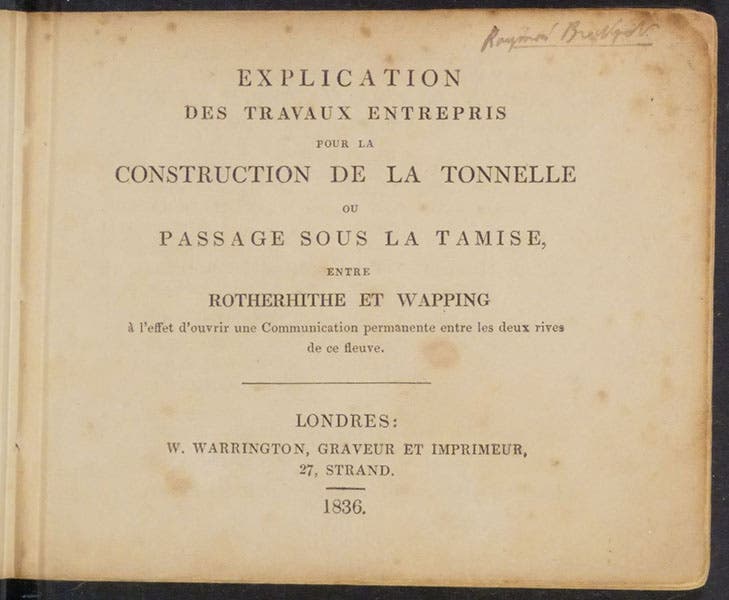 EXPLICATION
DES TRAVAUX ENTREPRIS
POUR LA
CONSTRUCTION DE LA TONNELLE
OU
PASSAGE SOUS LA TAMISE,
ENTRE
ROTHERHITHE ET WAPPING
à l'effet d'ouvrir une Communication permanente entre les deux rives
de ce fleuve.
LONDRES:
W. WARRINGTON, GRAVEUR ET IMPRIMEUR,
27, STRAND.
1836.